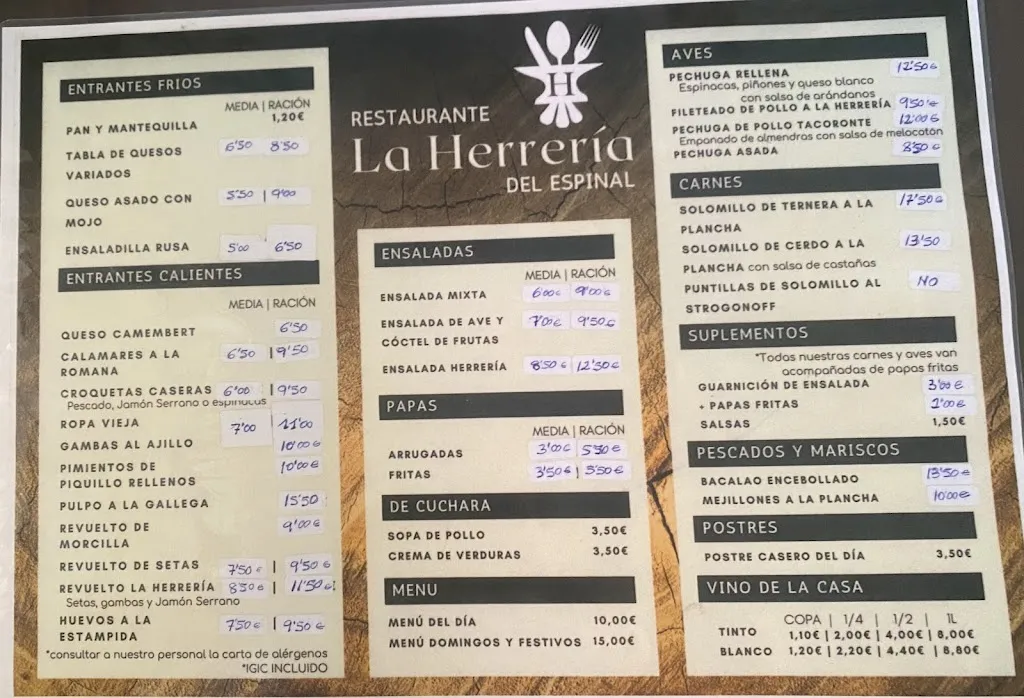 ENTRANTES FRIOS
MEDIA | RACIÓN
PAN Y MANTEQUILLA 1,20€
TABLA DE QUESOS 6'50 8'50
VARIADOS
QUESO ASADO CON 5'50 | 9'00
MOJO
ENSALADILLA RUSA 5'00 6'50
ENTRANTES CALIENTES
MEDIA | RACIÓN
QUESO CAMEMBERT 6'50
CALAMARES A LA 6'50 | 9'50
ROMANA
CROQUETAS CASERAS 6'00 | 9'50
Pescado, Jamón Serrano o espinacas
ROPA VIEJA 7'00 11'00
GAMBAS AL AJILLO 10'00€
PIMIENTOS DE 10'00€
PIQUILLO RELLENOS
PULPO A LA GALLEGA 15'50
REVUELTO DE 9'00€
MORCILLA
REVUELTO DE SETAS 7'50€ | 9'50€
REVUELTO LA HERRERÍA 8'50€ | 11'50€
Setas, gambas y Jamón Serrano
HUEVOS A LA 7'50€ | 9'50€
ESTAMPIDA
*consultar a nuestro personal la carta de alérgenos
*IGIC INCLUIDO
H
RESTAURANTE
La Herrería
DEL ESPINAL
ENSALADAS
MEDIA | RACIÓN
ENSALADA MIXTA 6'00€ 9'00€
ENSALADA DE AVE Y 7'00€ 9'50€
CÓCTEL DE FRUTAS
ENSALADA HERRERÍA 8'50€ 12'50€
PAPAS
MEDIA | RACIÓN
ARRUGADAS 3'00€ 5'50€
FRITAS 3'50€ | 5'50€
DE CUCHARA
SOPA DE POLLO 3,50€
CREMA DE VERDURAS 3,50€
MENU
MENÚ DEL DÍA 10,00€
MENÚ DOMINGOS Y FESTIVOS 15,00€
AVES
PECHUGA RELLENA 12'50€
Espinacas, piñones y queso blanco
con salsa de arándanos
FILETEADO DE POLLO A LA HERRERÍA 9'50€
PECHUGA DE POLLO TACORONTE 12'00€
Empanado de almendras con salsa de melocotón
PECHUGA ASADA 8'50€
CARNES
SOLOMILLO DE TERNERA A LA 17'50€
PLANCHA
SOLOMILLO DE CERDO A LA 13'50
PLANCHA con salsa de castañas
PUNTILLAS DE SOLOMILLO AL NO
STROGONOFF
SUPLEMENTOS
*Todas nuestras carnes y aves van
acompañadas de papas fritas
GUARNICIÓN DE ENSALADA 3'00€
+ PAPAS FRITAS 2'00€
SALSAS 1,50€
PESCADOS Y MARISCOS
BACALAO ENCEBOLLADO 13'50€
MEJILLONES A LA PLANCHA 10'00€
POSTRES
POSTRE CASERO DEL DÍA 3,50€
VINO DE LA CASA
COPA | 1/4 | 1/2 | 1L
TINTO 1,10€ | 2,00€ | 4,00€ | 8,00€
BLANCO 1,20€ | 2,20€ | 4,40€ | 8,80€